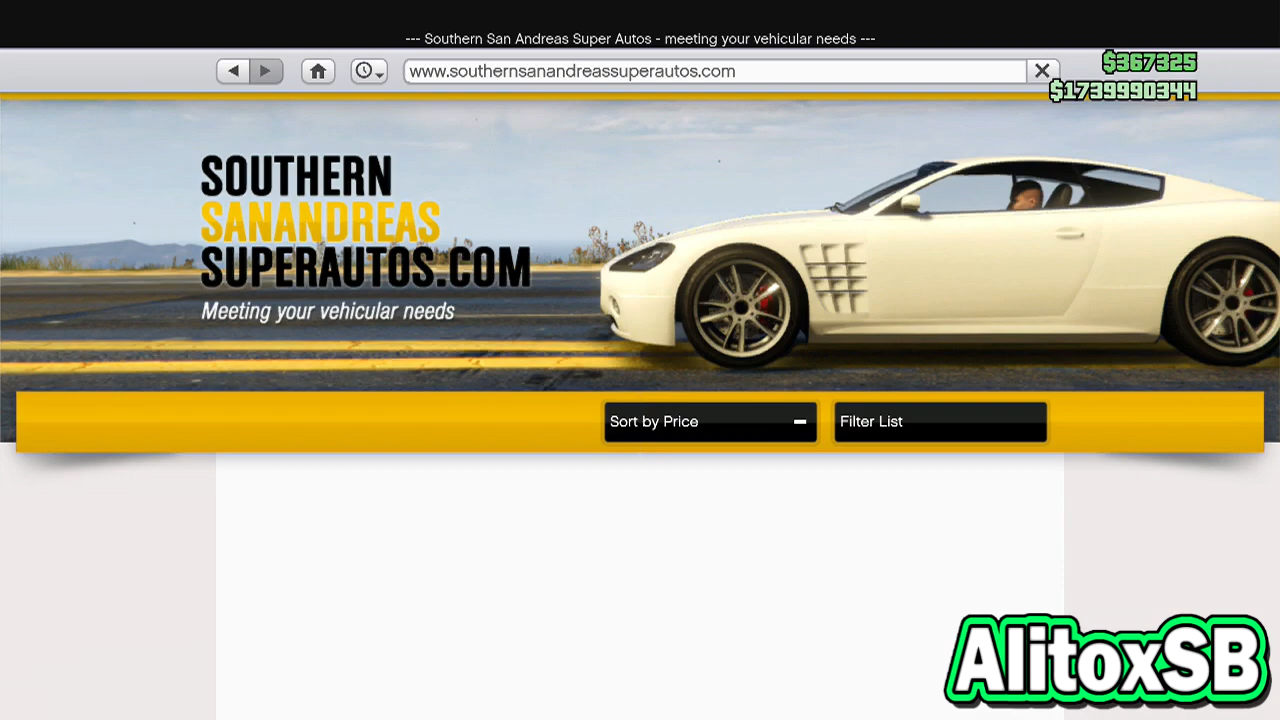 --- Southern San Andreas Super Autos - meeting your vehicular needs ---
www.southernsanandreassuperautos.com
$367325
$1739990344
SOUTHERN
SANANDREAS
SUPERAUTOS.COM
Meeting your vehicular needs
Sort by Price
Filter List
AlitoxSB